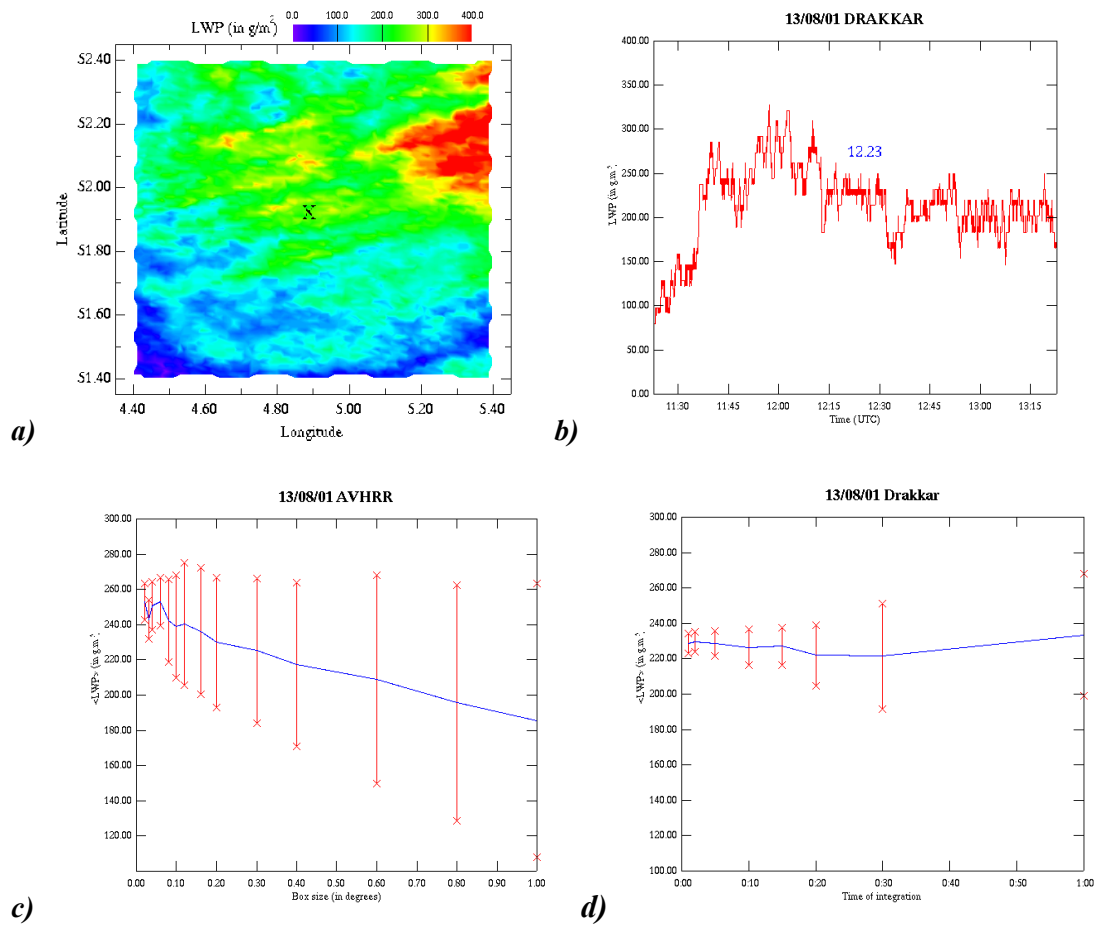 LWP (in g/m²)
0.0 100.0 200.0 300.0 400.0
52.40
52.20
52.00
51.80
51.60
51.40
Latitude
X
4.40 4.60 4.80 5.00 5.20 5.40
Longitude
a)
13/08/01 DRAKKAR
400.00
350.00
300.00
250.00
200.00
150.00
100.00
50.00
0.00
LWP (in g.m⁻²,
12.23
11:30 11:45 12:00 12:15 12:30 12:45 13:00 13:15
Time (UTC)
b)
13/08/01 AVHRR
300.00
280.00
260.00
240.00
220.00
200.00
180.00
160.00
140.00
120.00
<LWP> (in g.m⁻²,
0.00 0.10 0.20 0.30 0.40 0.50 0.60 0.70 0.80 0.90 1.00
Box size (in degrees)
c)
13/08/01 Drakkar
300.00
280.00
260.00
240.00
220.00
200.00
180.00
160.00
140.00
120.00
100.00
<LWP> (in g.m⁻²,
0:00 0:10 0:20 0:30 0:40 0:50 1:00
Time of integration
d)